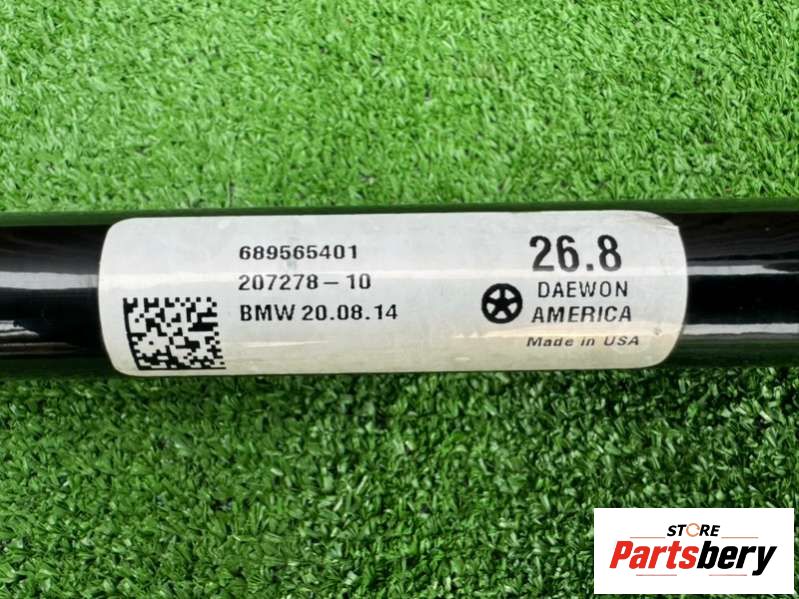 689565401
207278-10
BMW 20.08.14
26.8
DAEWON
AMERICA
Made in USA
STORE
Partsbery